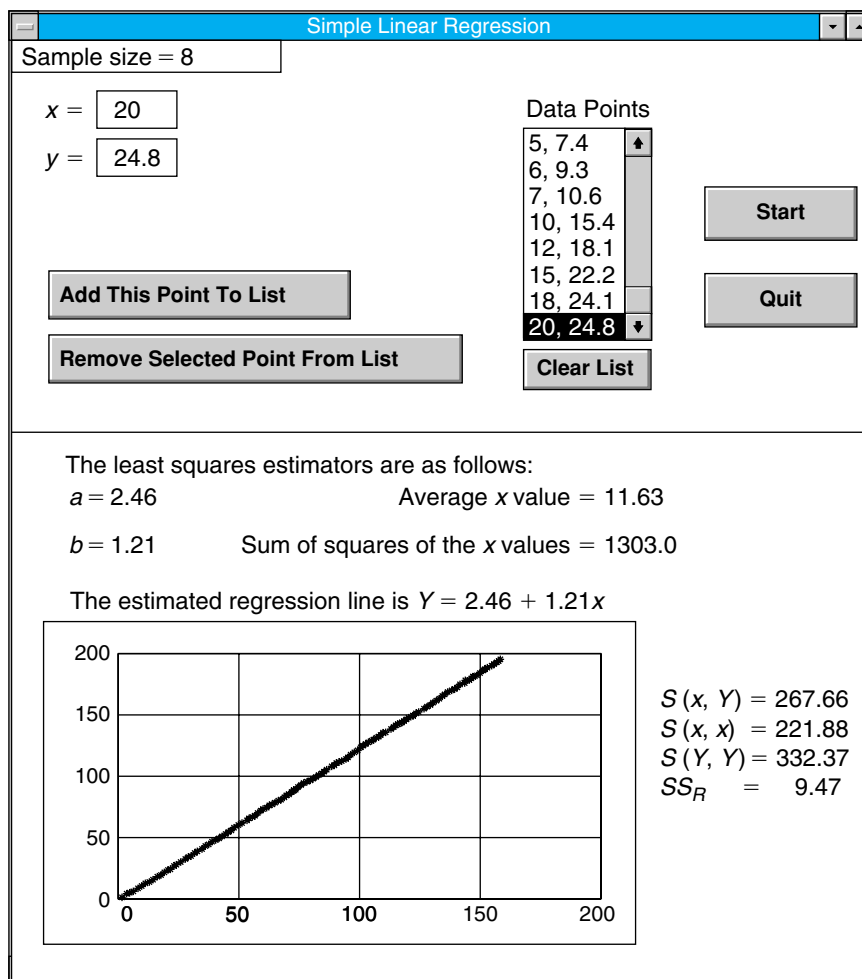 Simple Linear Regression
Sample size = 8
x = 20
y = 24.8
Data Points
5, 7.4
6, 9.3
7, 10.6
10, 15.4
12, 18.1
15, 22.2
18, 24.1
20, 24.8
Start
Quit
Add This Point To List
Remove Selected Point From List
Clear List
The least squares estimators are as follows:
a = 2.46 Average x value = 11.63
b = 1.21 Sum of squares of the x values = 1303.0
The estimated regression line is Y = 2.46 + 1.21x
200
150
100
50
0
0 50 100 150 200
S (x, Y) = 267.66
S (x, x) = 221.88
S (Y, Y) = 332.37
SS_R = 9.47